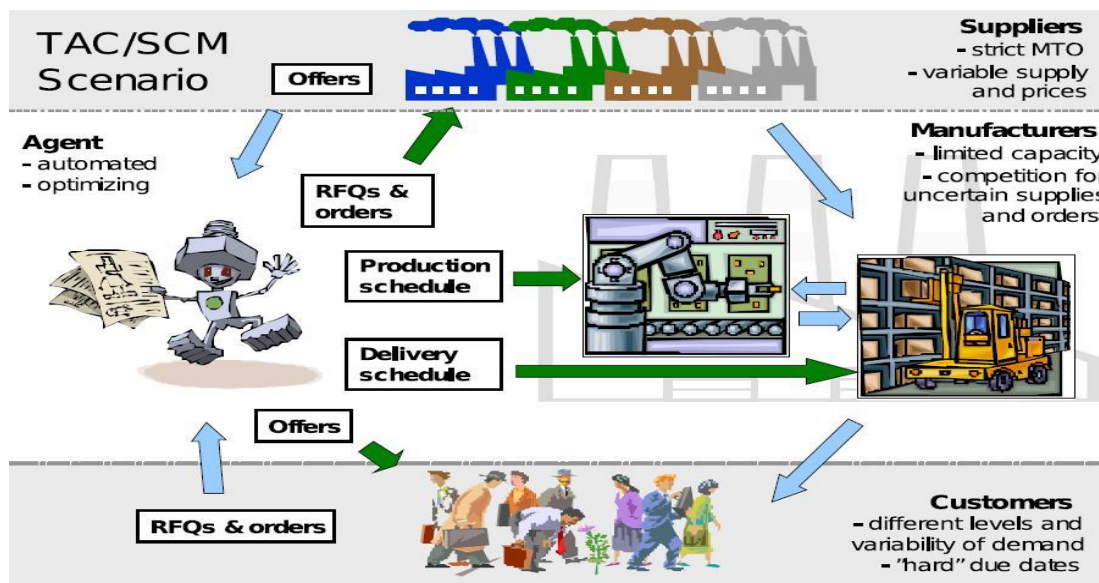 TAC/SCM
Scenario
Offers
Suppliers
- strict MTO
- variable supply
and prices
Agent
- automated
- optimizing
RFQs &
orders
Manufacturers
- limited capacity
- competition for
uncertain supplies
and orders
Production
schedule
Delivery
schedule
Offers
RFQs & orders
Customers
- different levels and
variability of demand
- "hard" due dates